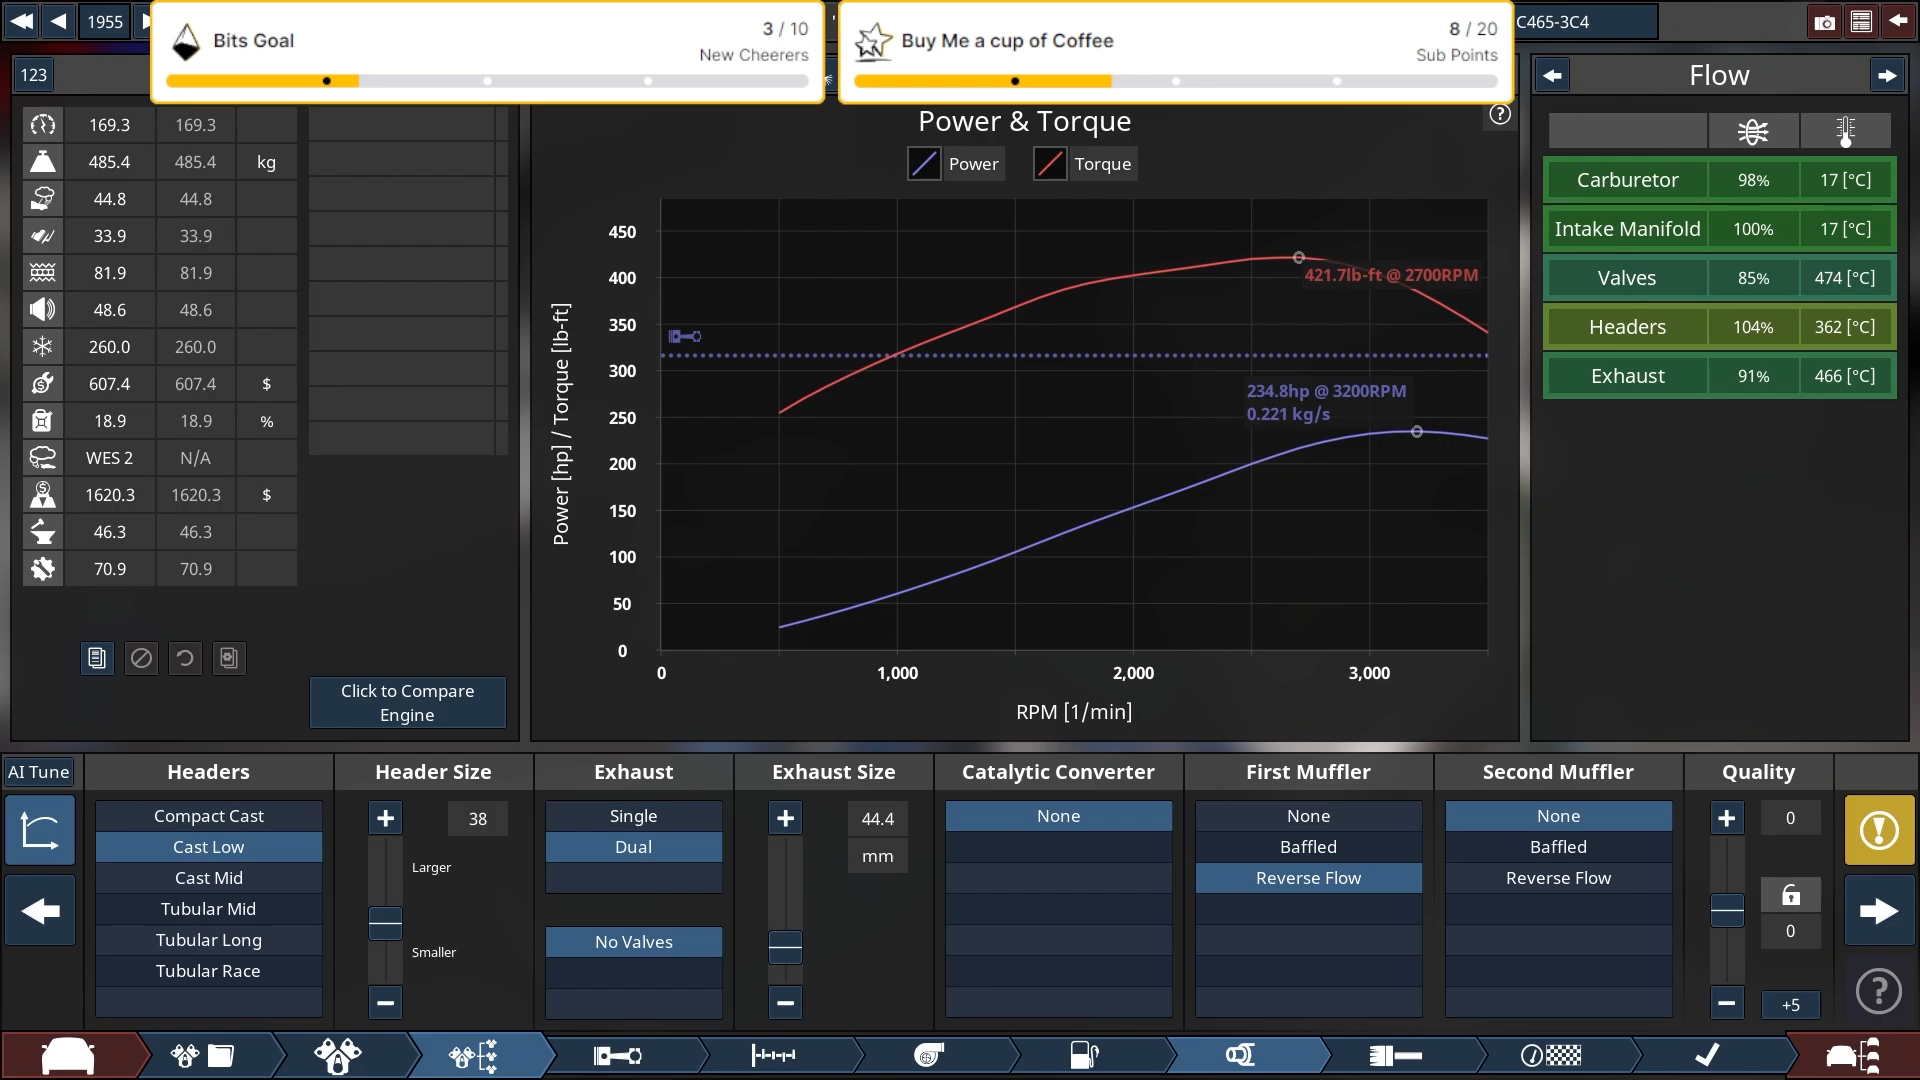 1955
Bits Goal
3 / 10
New Cheerers
Buy Me a cup of Coffee
8 / 20
Sub Points
C465-3C4
123
169.3 169.3
485.4 485.4 kg
44.8 44.8
33.9 33.9
81.9 81.9
48.6 48.6
260.0 260.0
607.4 607.4 $
18.9 18.9 %
WES 2 N/A
1620.3 1620.3 $
46.3 46.3
70.9 70.9
Click to Compare
Engine
Power & Torque
?
Power Torque
Power [hp] / Torque [lb-ft]
450
400
350
300
250
200
150
100
50
0
421.7lb-ft @ 2700RPM
234.8hp @ 3200RPM
0.221 kg/s
0 1,000 2,000 3,000
RPM [1/min]
Flow
Carburetor 98% 17 [°C]
Intake Manifold 100% 17 [°C]
Valves 85% 474 [°C]
Headers 104% 362 [°C]
Exhaust 91% 466 [°C]
AI Tune
Headers
Compact Cast
Cast Low
Cast Mid
Tubular Mid
Tubular Long
Tubular Race
Header Size
+
38
Larger
Smaller
−
Exhaust
Single
Dual
No Valves
Exhaust Size
+
44.4
mm
−
Catalytic Converter
None
First Muffler
None
Baffled
Reverse Flow
Second Muffler
None
Baffled
Reverse Flow
Quality
+
0
0
−
+5
?